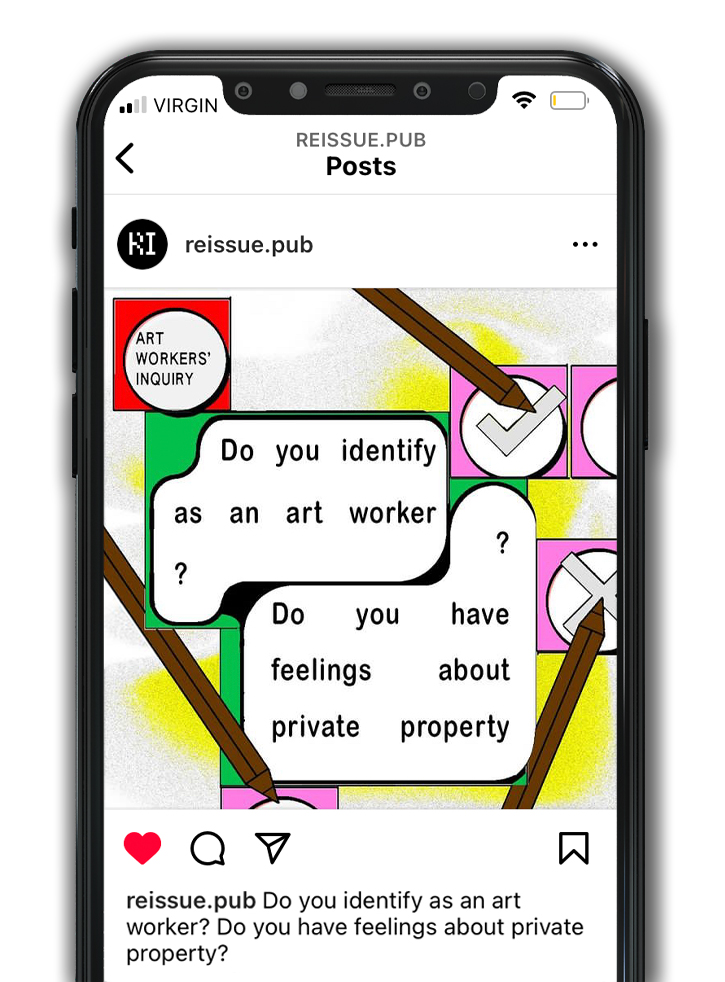 VIRGIN
REISSUE.PUB
Posts
RI
reissue.pub
ART
WORKERS'
INQUIRY
Do you identify
as an art worker
?
?
Do you have
feelings about
private property
reissue.pub Do you identify as an art
worker? Do you have feelings about private
property?